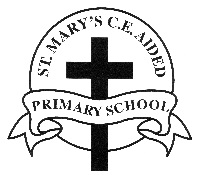 ST. MARY'S C.E. AIDED
PRIMARY SCHOOL